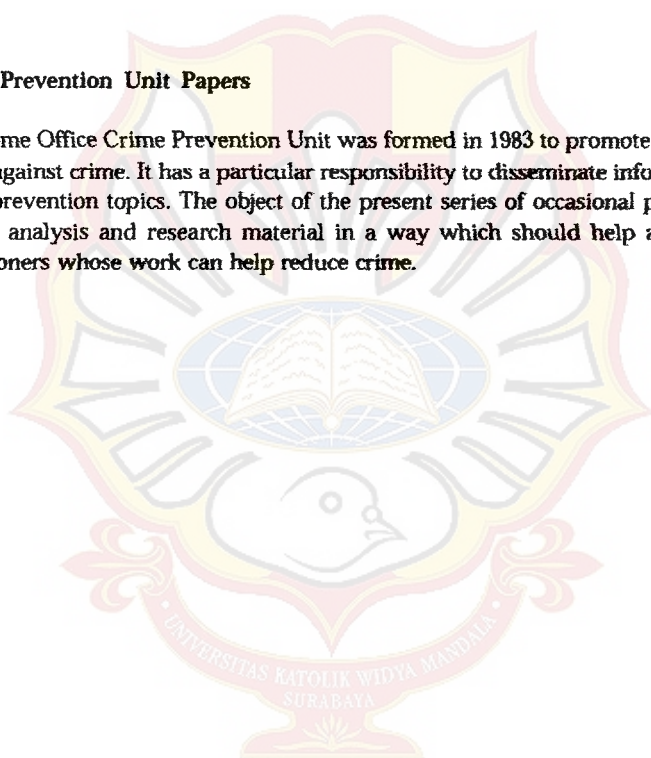 Prevention Unit Papers
me Office Crime Prevention Unit was formed in 1983 to promote
gainst crime. It has a particular responsibility to disseminate info
revention topics. The object of the present series of occasional p
analysis and research material in a way which should help a
oners whose work can help reduce crime.
UNIVERSITAS KATOLIK WIDYA MANDALA
SURABAYA